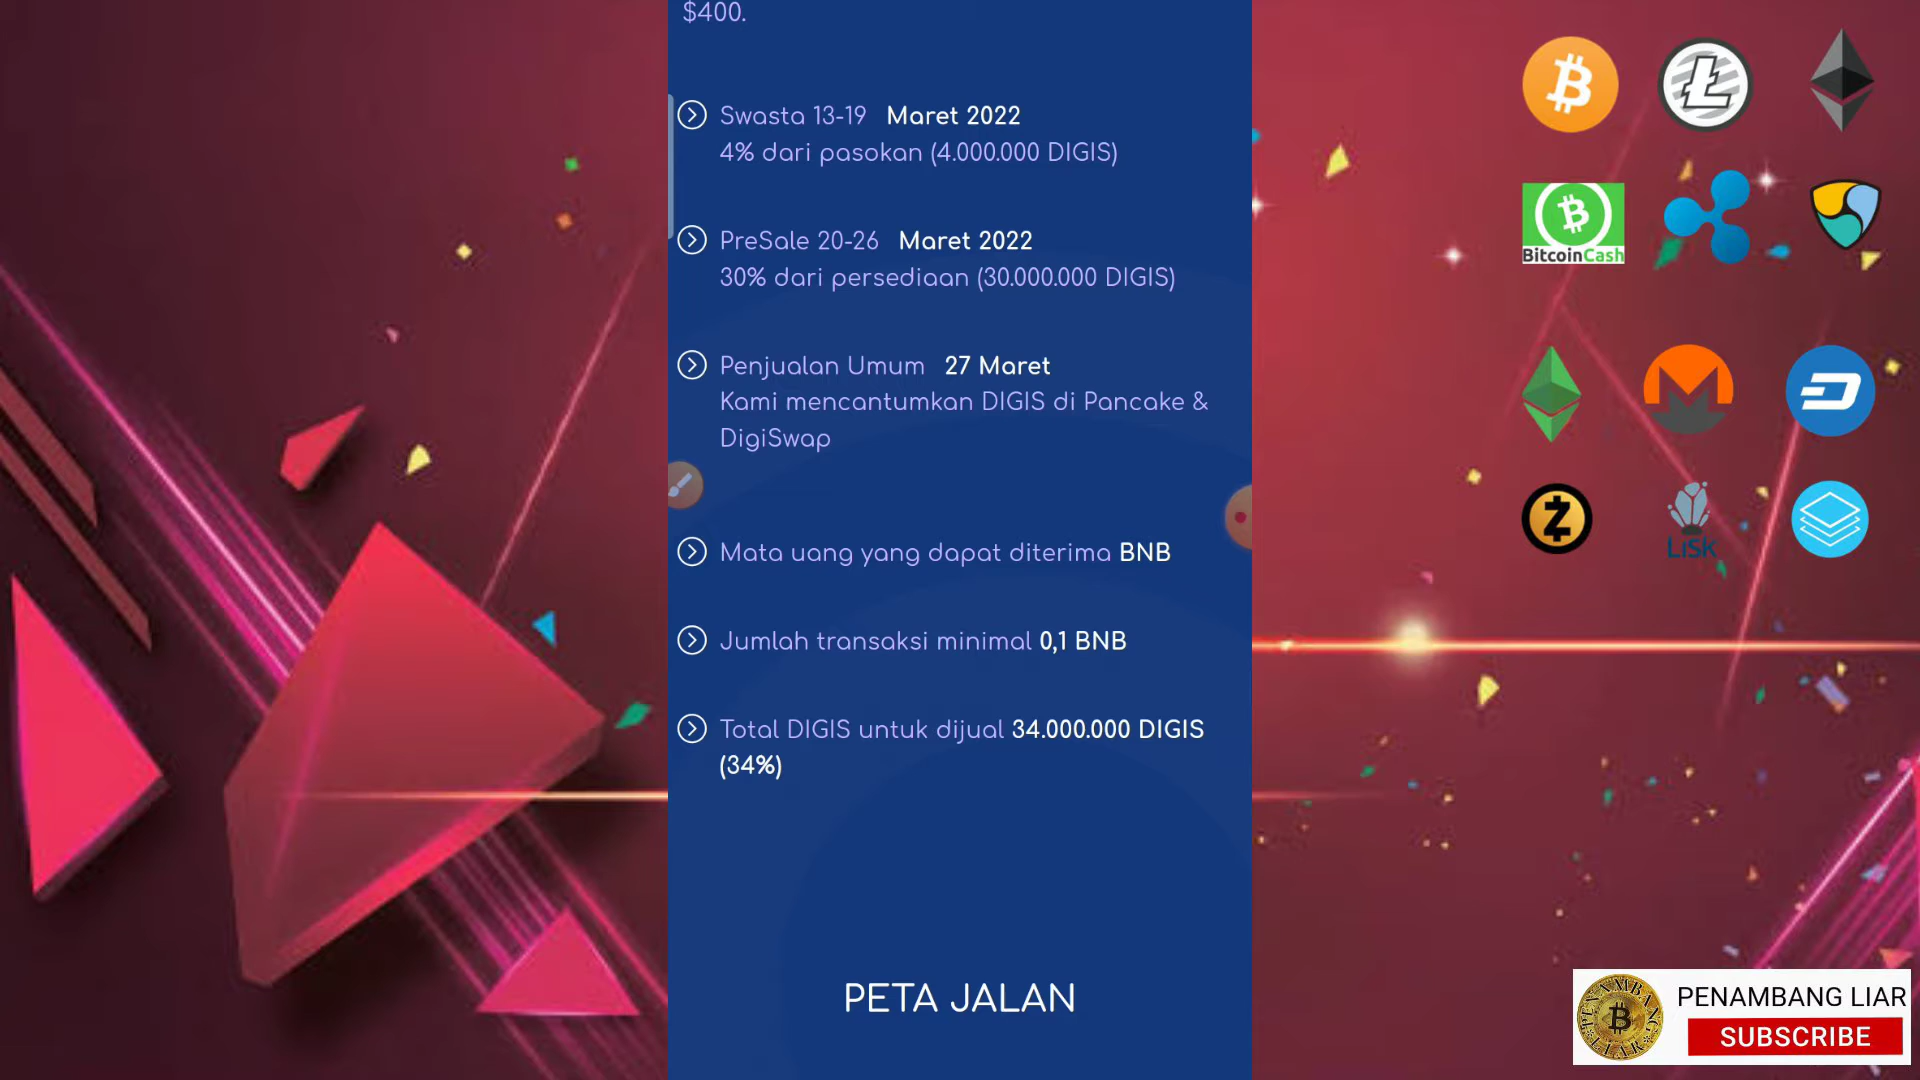 $400.
Swasta 13-19 Maret 2022
4% dari pasokan (4.000.000 DIGIS)
PreSale 20-26 Maret 2022
30% dari persediaan (30.000.000 DIGIS)
Penjualan Umum 27 Maret
Kami mencantumkan DIGIS di Pancake &
DigiSwap
Mata uang yang dapat diterima BNB
Jumlah transaksi minimal 0,1 BNB
Total DIGIS untuk dijual 34.000.000 DIGIS
(34%)
PETA JALAN
BitcoinCash
LiSk
PENAMBANG LIAR
PENAMBANG LIAR
SUBSCRIBE